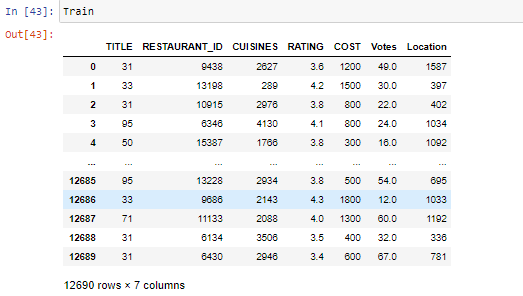 In [43]: Train
Out[43]:
TITLE RESTAURANT_ID CUISINES RATING COST Votes Location
0 31 9438 2627 3.6 1200 49.0 1587
1 33 13198 289 4.2 1500 30.0 397
2 31 10915 2976 3.8 800 22.0 402
3 95 6346 4130 4.1 800 24.0 1034
4 50 15387 1766 3.8 300 16.0 1092
... ... ... ... ... ... ... ...
12685 95 13228 2934 3.8 500 54.0 695
12686 33 9686 2143 4.3 1800 12.0 1033
12687 71 11133 2088 4.0 1300 60.0 1192
12688 31 6134 3506 3.5 400 32.0 336
12689 31 6430 2946 3.4 600 67.0 781
12690 rows × 7 columns